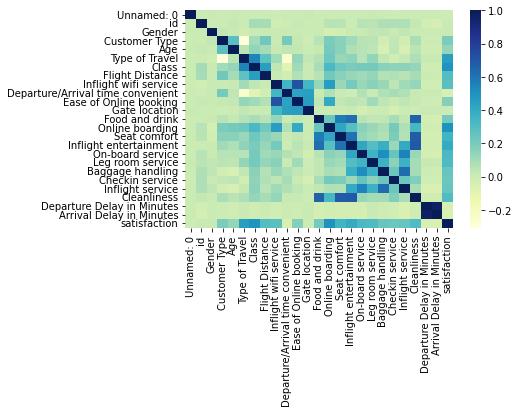 Unnamed: 0
id
Gender
Customer Type
Age
Type of Travel
Class
Flight Distance
Inflight wifi service
Departure/Arrival time convenient
Ease of Online booking
Gate location
Food and drink
Online boarding
Seat comfort
Inflight entertainment
On-board service
Leg room service
Baggage handling
Checkin service
Inflight service
Cleanliness
Departure Delay in Minutes
Arrival Delay in Minutes
satisfaction
Unnamed: 0
id
Gender
Customer Type
Age
Type of Travel
Class
Flight Distance
Inflight wifi service
Departure/Arrival time convenient
Ease of Online booking
Gate location
Food and drink
Online boarding
Seat comfort
Inflight entertainment
On-board service
Leg room service
Baggage handling
Checkin service
Inflight service
Cleanliness
Departure Delay in Minutes
Arrival Delay in Minutes
satisfaction
1.0
0.8
0.6
0.4
0.2
0.0
−0.2